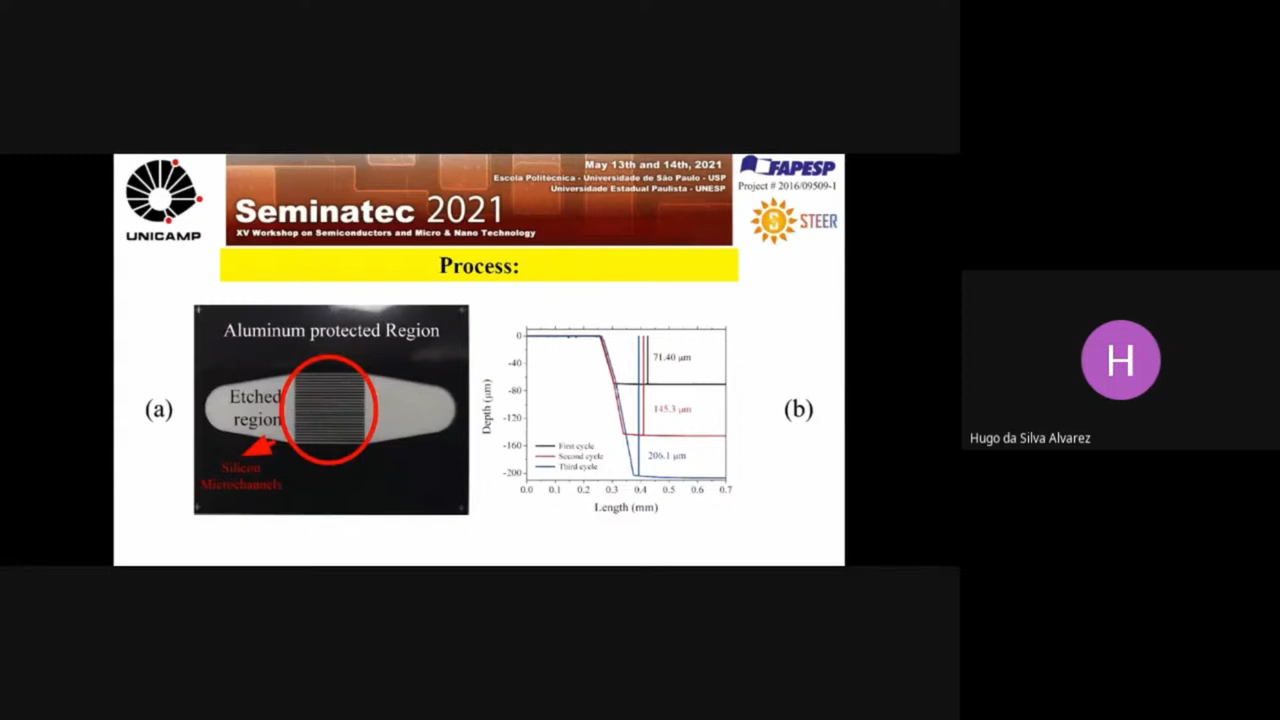 UNICAMP
May 13th and 14th, 2021
Escola Politécnica - Universidade de São Paulo - USP
Universidade Estadual Paulista - UNESP
Seminatec 2021
XV Workshop on Semiconductors and Micro & Nano Technology
FAPESP
Project # 2016/09509-1
S STEER
Process:
(a)
Aluminum protected Region
Etched
region
Silicon
Microchannels
Depth (μm)
0
-40
-80
-120
-160
-200
71.40 μm
145.3 μm
206.1 μm
First cycle
Second cycle
Third cycle
0.0 0.1 0.2 0.3 0.4 0.5 0.6 0.7
Length (mm)
(b)
H
Hugo da Silva Alvarez